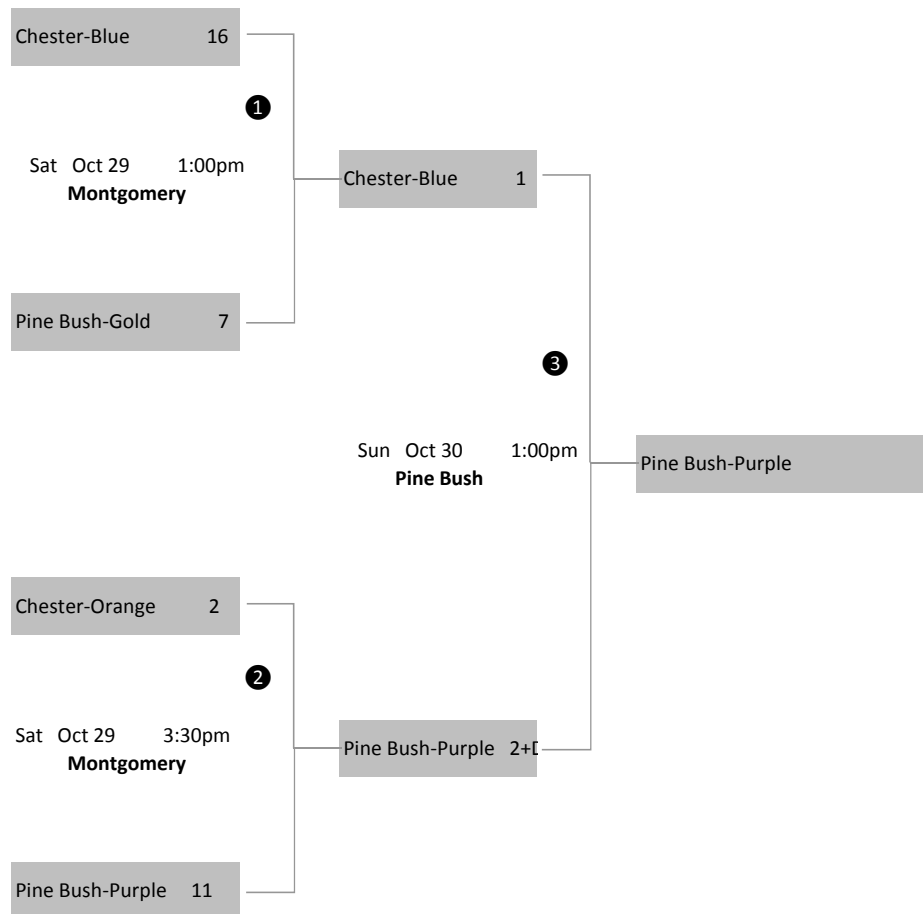 Chester-Blue 16
❶
Sat Oct 29 1:00pm
Montgomery
Chester-Blue 1
Pine Bush-Gold 7
❸
Sun Oct 30 1:00pm
Pine Bush
Pine Bush-Purple
Chester-Orange 2
❷
Sat Oct 29 3:30pm
Montgomery
Pine Bush-Purple
Pine Bush-Purple 11